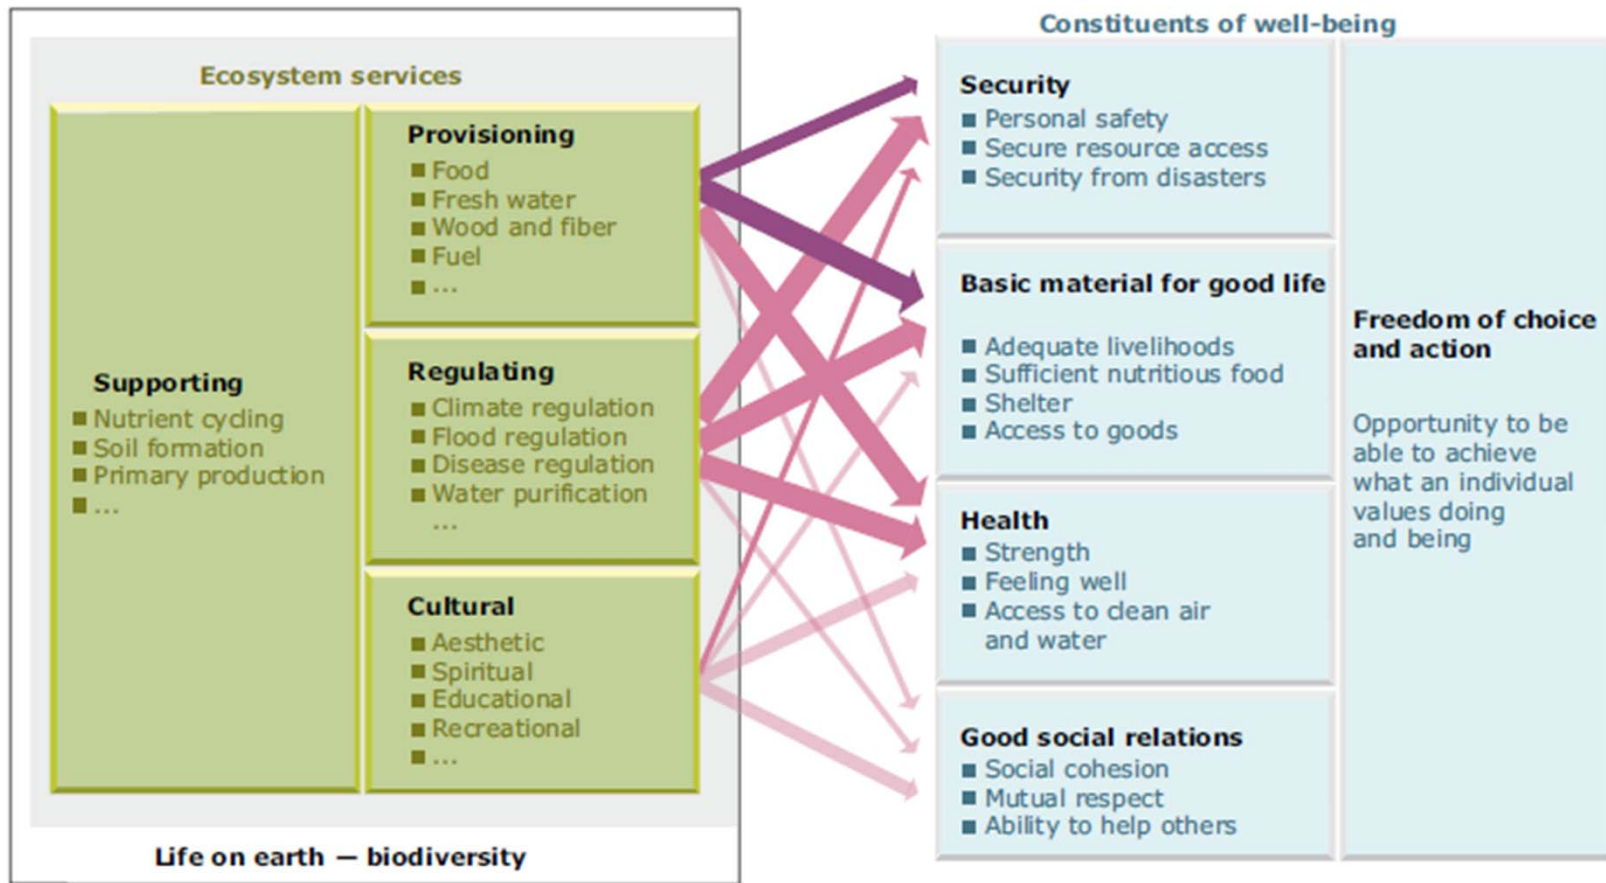 Ecosystem services
Supporting
Nutrient cycling
Soil formation
Primary production
...
Provisioning
Food
Fresh water
Wood and fiber
Fuel
...
Regulating
Climate regulation
Flood regulation
Disease regulation
Water purification
...
Cultural
Aesthetic
Spiritual
Educational
Recreational
...
Life on earth — biodiversity
Constituents of well-being
Security
Personal safety
Secure resource access
Security from disasters
Basic material for good life
Adequate livelihoods
Sufficient nutritious food
Shelter
Access to goods
Health
Strength
Feeling well
Access to clean air
and water
Good social relations
Social cohesion
Mutual respect
Ability to help others
Freedom of choice
and action
Opportunity to be
able to achieve
what an individual
values doing
and being